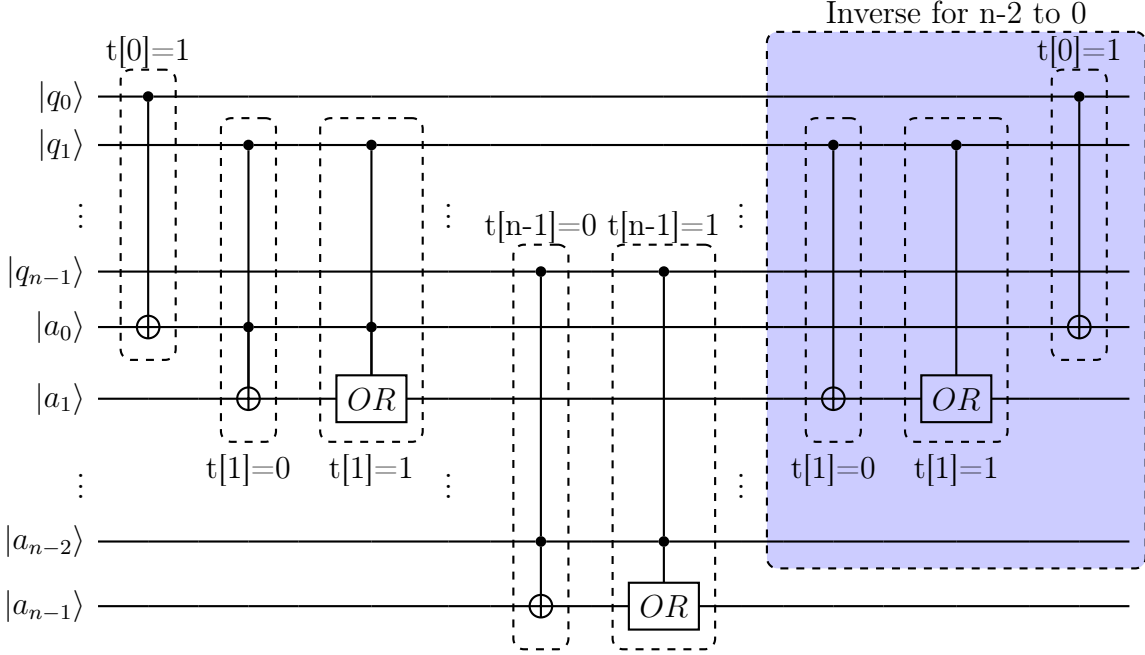 Inverse for n-2 to 0
t[0]=1
t[0]=1
|q₀⟩
|q₁⟩
⋮
⋮
⋮
t[n-1]=0
t[n-1]=1
|qₙ₋₁⟩
|a₀⟩
|a₁⟩
OR
OR
t[1]=0
t[1]=1
t[1]=0
t[1]=1
⋮
⋮
⋮
|aₙ₋₂⟩
|aₙ₋₁⟩
OR